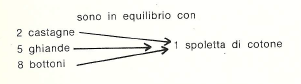 sono in equilibrio con
2 castagne
5 ghiande
1 spoletta di cotone
8 bottoni